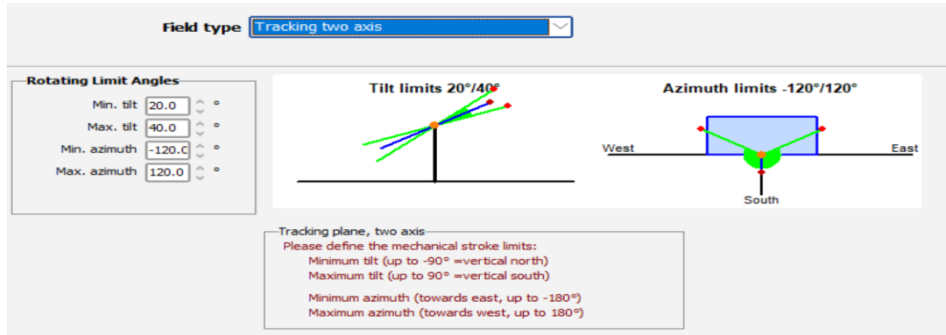 Field type Tracking two axis
Rotating Limit Angles
Min. tilt 20.0 °
Max. tilt 40.0 °
Min. azimuth -120.0 °
Max. azimuth 120.0 °
Tilt limits 20°/40°
Azimuth limits -120°/120°
West
East
South
Tracking plane, two axis
Please define the mechanical stroke limits:
Minimum tilt (up to -90° =vertical north)
Maximum tilt (up to 90° =vertical south)
Minimum azimuth (towards east, up to -180°)
Maximum azimuth (towards west, up to 180°)